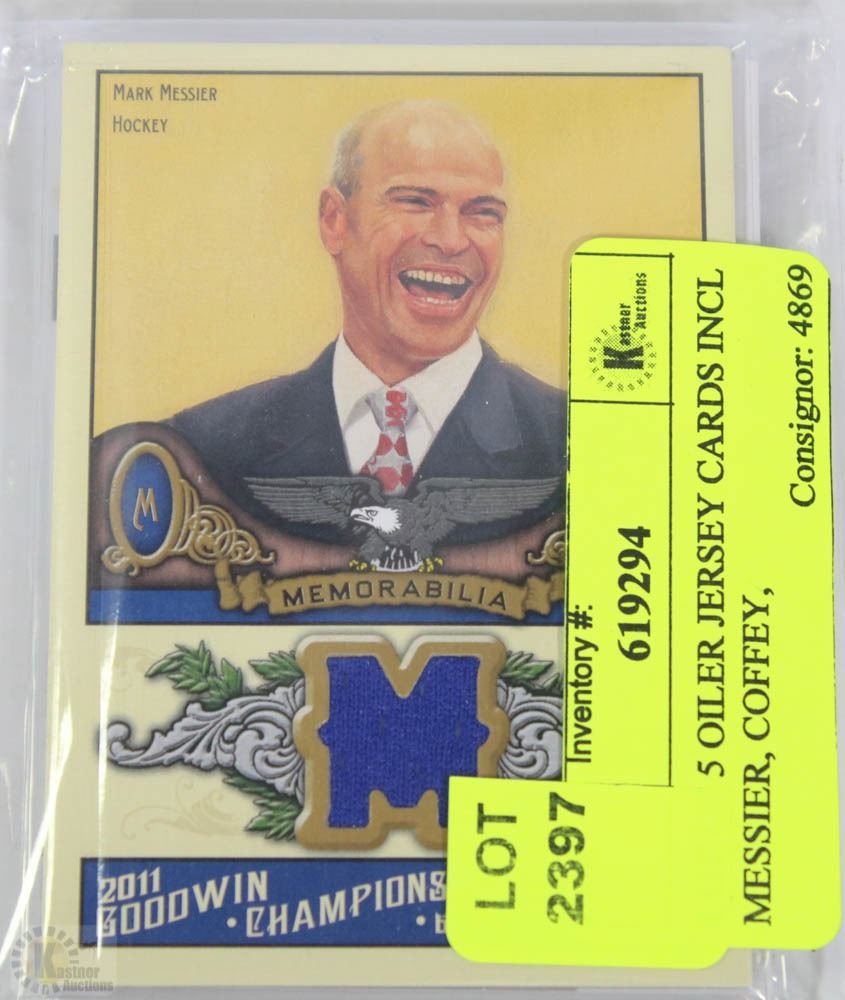 MARK MESSIER
HOCKEY
M
MEMORABILIA
M
2011
GOODWIN
• CHAMPIONS
Kastner
Auctions
Inventory #:
619294
5 OILER JERSEY CARDS INCL
MESSIER, COFFEY,
Consignor: 4869
LOT
2397
Kastner
Auctions